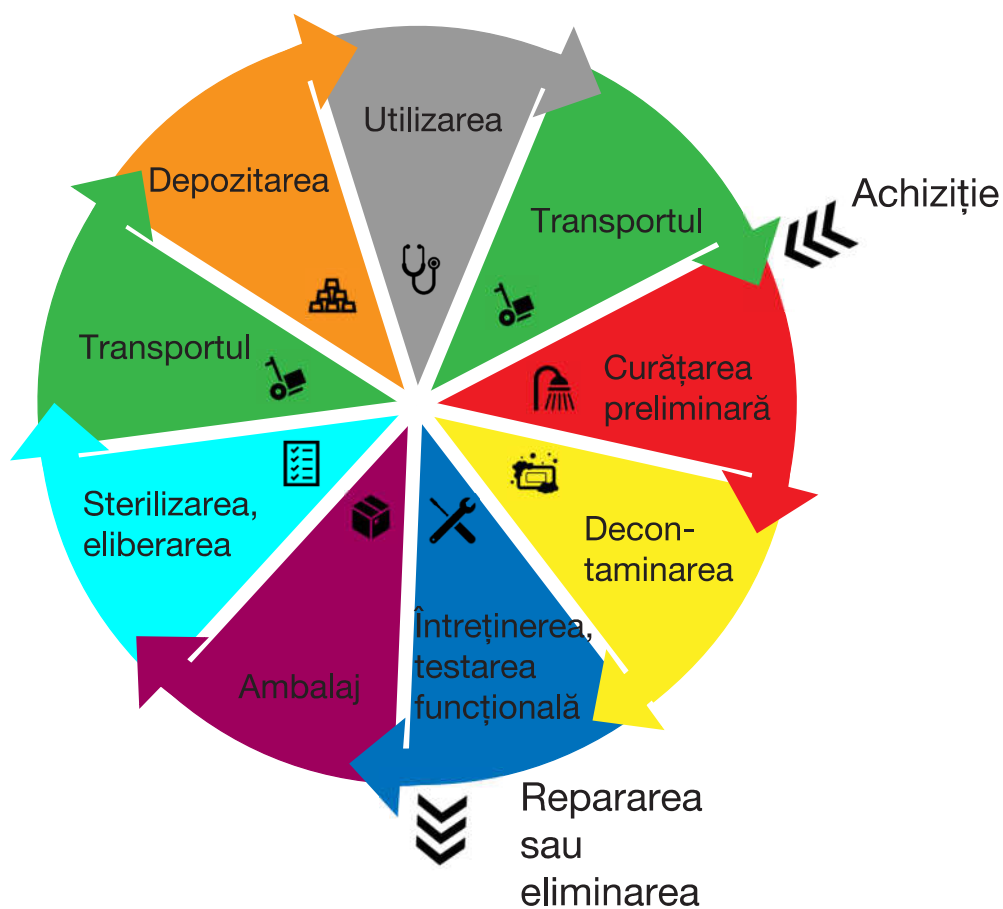 Utilizarea
Transportul
Achiziție
Curățarea
preliminară
Decon-
taminarea
Întreținerea,
testarea
funcțională
Repararea
sau
eliminarea
Ambalaj
Sterilizarea,
eliberarea
Transportul
Depozitarea